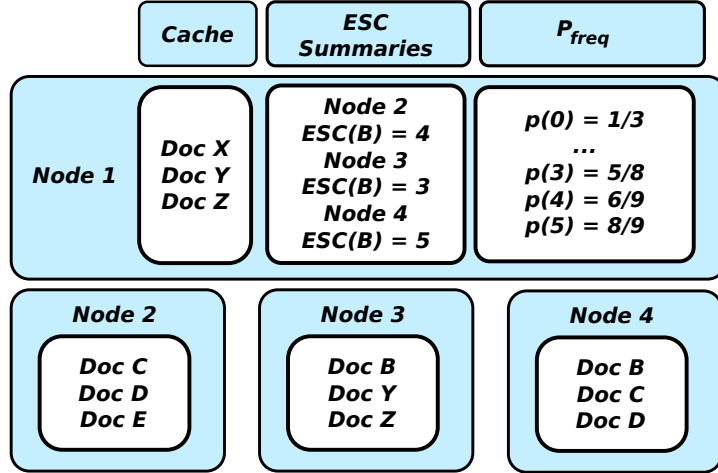 Cache
ESC
Summaries
P_freq
Node 1
Doc X
Doc Y
Doc Z
Node 2
ESC(B) = 4
Node 3
ESC(B) = 3
Node 4
ESC(B) = 5
p(0) = 1/3
...
p(3) = 5/8
p(4) = 6/9
p(5) = 8/9
Node 2
Doc C
Doc D
Doc E
Node 3
Doc B
Doc Y
Doc Z
Node 4
Doc B
Doc C
Doc D